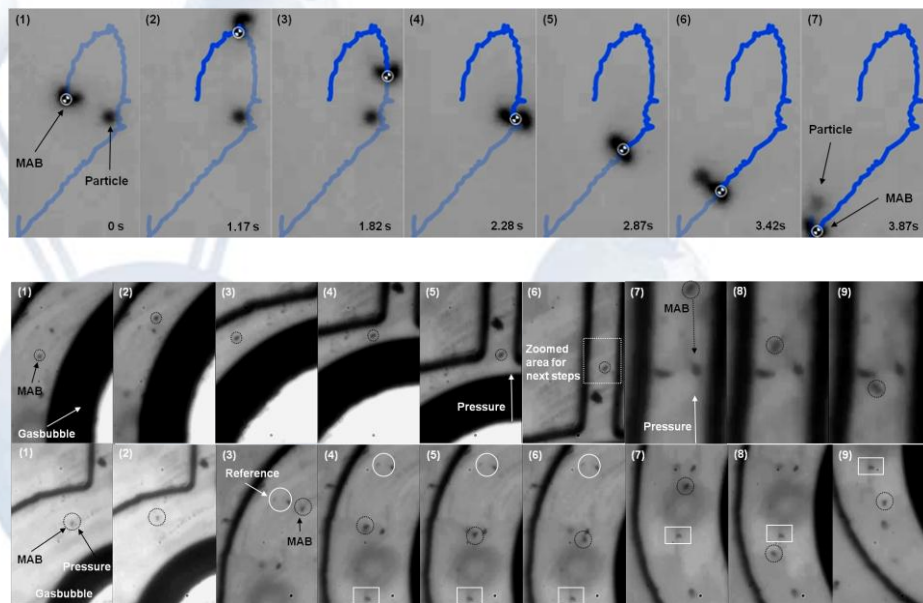 (1) (2) (3) (4) (5) (6) (7)
MAB
Particle
Particle
MAB
0 s 1.17 s 1.82 s 2.28 s 2.87s 3.42s 3.87s
(1) (2) (3) (4) (5) (6) (7) (8) (9)
MAB
MAB
Zoomed
area for
next steps
Pressure
Pressure
Gasbubble
(1) (2) (3) (4) (5) (6) (7) (8) (9)
Reference
MAB
MAB
Pressure
Gasbubble